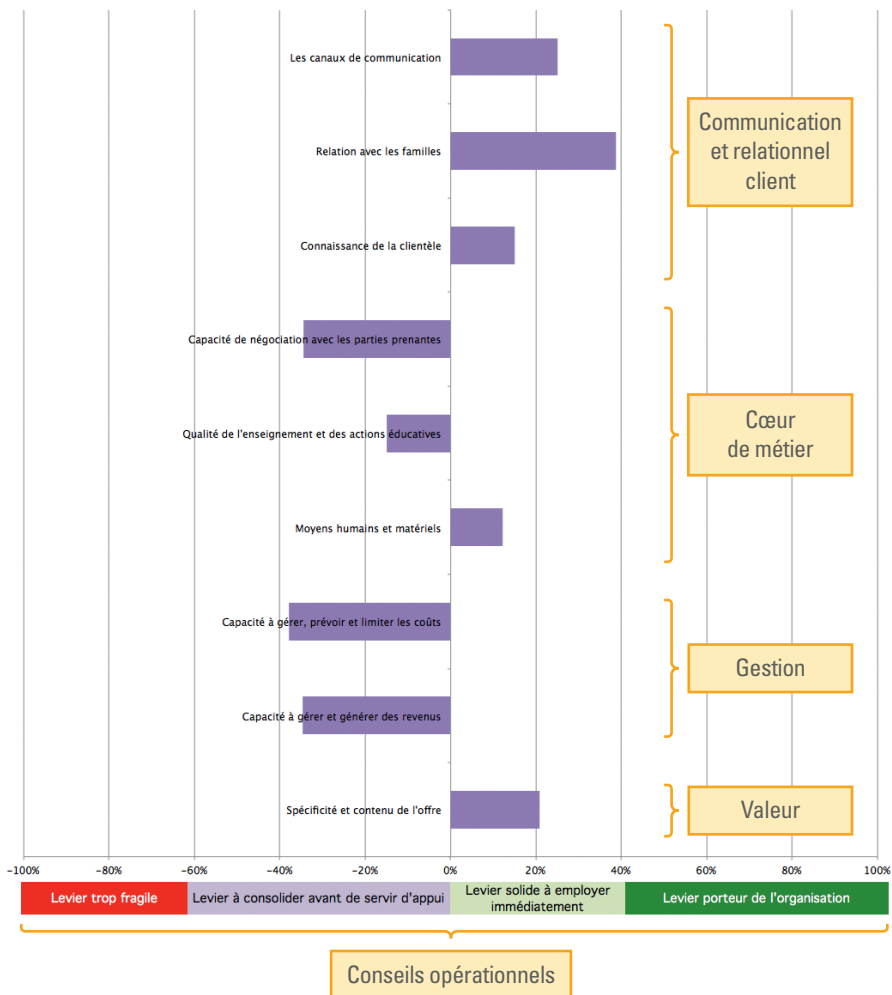 Les canaux de communication
Relation avec les familles
Connaissance de la clientèle
Communication
et relationnel
client
Capacité de négociation avec les parties prenantes
Qualité de l'enseignement et des actions éducatives
Moyens humains et matériels
Cœur
de métier
Capacité à gérer, prévoir et limiter les coûts
Capacité à gérer et générer des revenus
Gestion
Spécificité et contenu de l'offre
Valeur
-100% -80% -60% -40% -20% 0% 20% 40% 60% 80% 100%
Levier trop fragile
Levier à consolider avant de servir d'appui
Levier solide à employer
immédiatement
Levier porteur de l'organisation
Conseils opérationnels